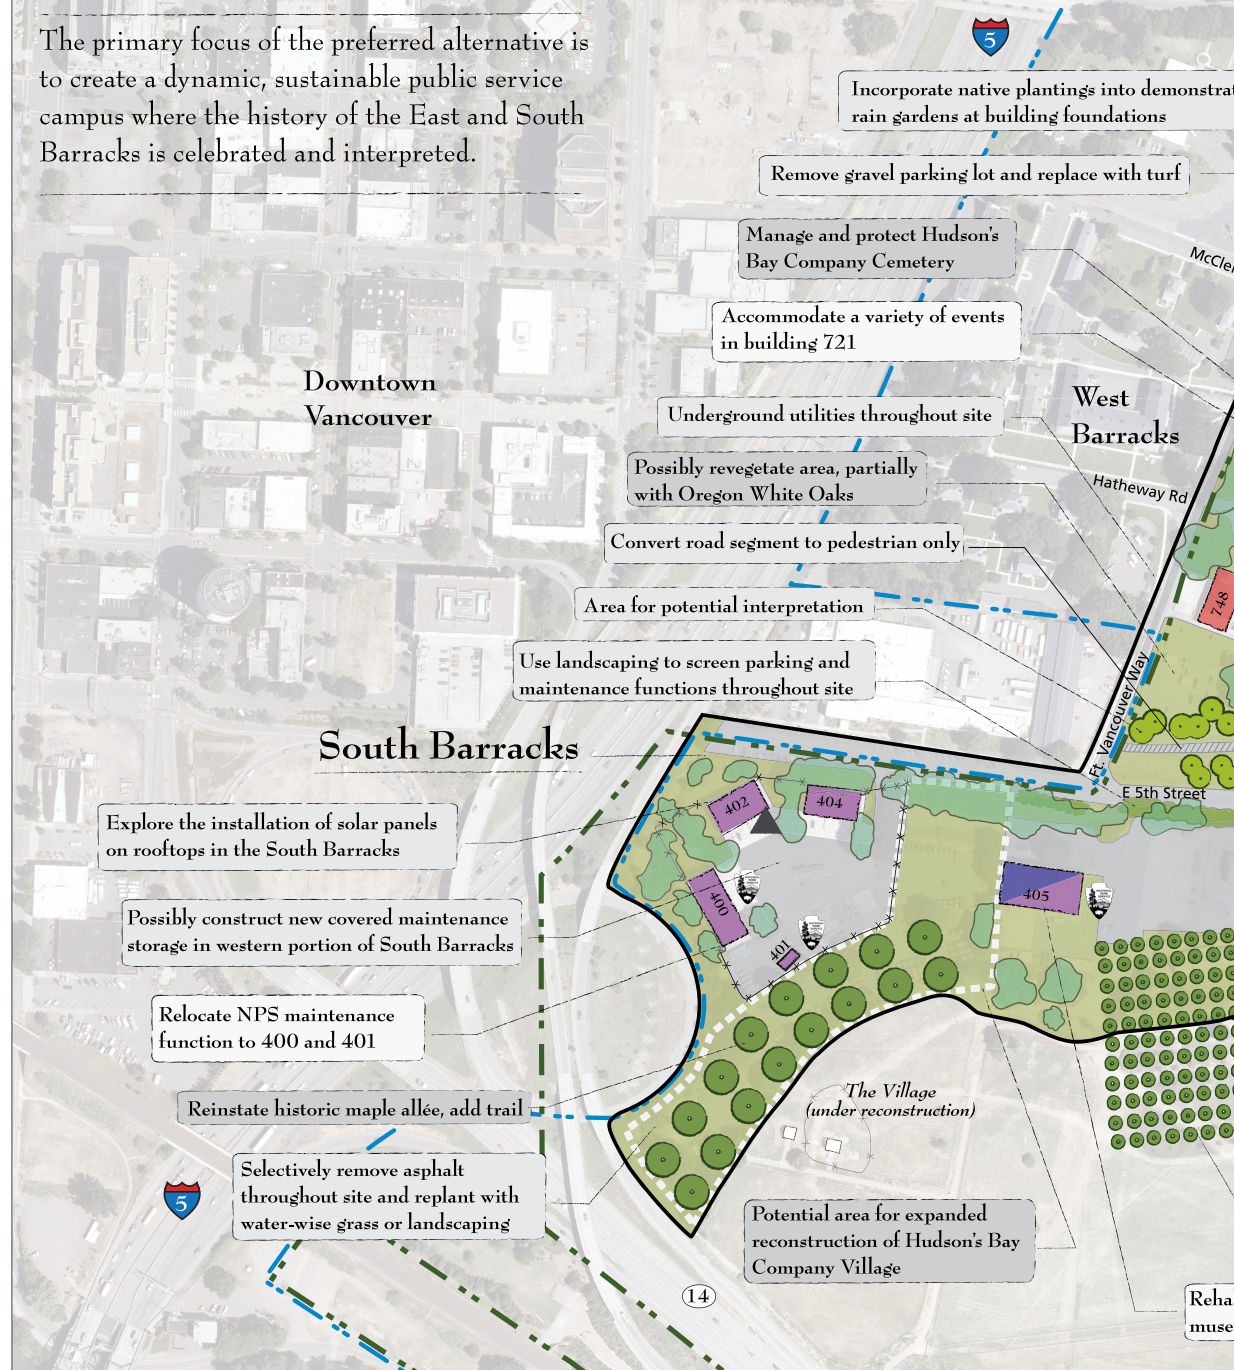 The primary focus of the preferred alternative is
to create a dynamic, sustainable public service
campus where the history of the East and South
Barracks is celebrated and interpreted.
5
Incorporate native plantings into demonstrat
rain gardens at building foundations
Remove gravel parking lot and replace with turf
Manage and protect Hudson's
Bay Company Cemetery
McCle
Accommodate a variety of events
in building 721
Downtown
Vancouver
West
Barracks
Underground utilities throughout site
Possibly revegetate area, partially
with Oregon White Oaks
Hatheway Rd
Convert road segment to pedestrian only
Area for potential interpretation
748
Use landscaping to screen parking and
maintenance functions throughout site
Ft. Vancouver Way
South Barracks
E 5th Street
402
404
Explore the installation of solar panels
on rooftops in the South Barracks
400
405
Possibly construct new covered maintenance
storage in western portion of South Barracks
401
Relocate NPS maintenance
function to 400 and 401
Reinstate historic maple allée, add trail
The Village
(under reconstruction)
Selectively remove asphalt
throughout site and replant with
water-wise grass or landscaping
5
Potential area for expanded
reconstruction of Hudson's Bay
Company Village
14
Reha
muse